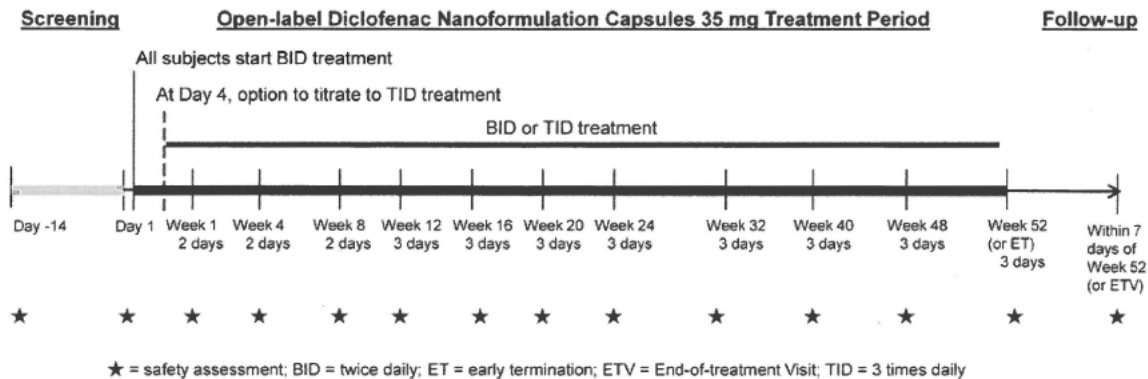 Screening
Open-label Diclofenac Nanoformulation Capsules 35 mg Treatment Period
Follow-up
All subjects start BID treatment
At Day 4, option to titrate to TID treatment
BID or TID treatment
Day -14
Day 1
Week 1
2 days
Week 4
2 days
Week 8
2 days
Week 12
3 days
Week 16
3 days
Week 20
3 days
Week 24
3 days
Week 32
3 days
Week 40
3 days
Week 48
3 days
Week 52
(or ET)
3 days
Within 7
days of
Week 52
(or ETV)
★ = safety assessment; BID = twice daily; ET = early termination; ETV = End-of-treatment Visit; TID = 3 times daily